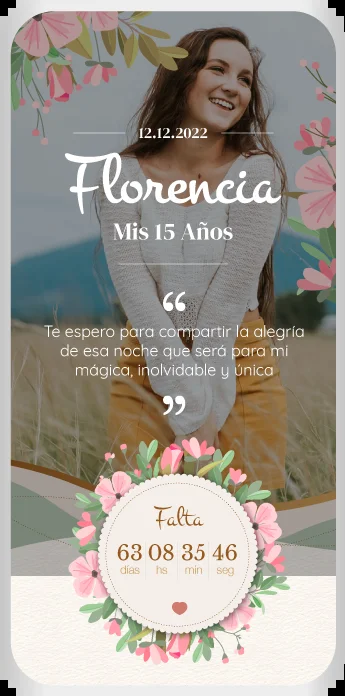 12.12.2022
Florencia
Mis 15 Años
“
Te espero para compartir la alegría
de esa noche que será para mi
mágica, inolvidable y única
”
Falta
63 08 35 46
días hs min seg